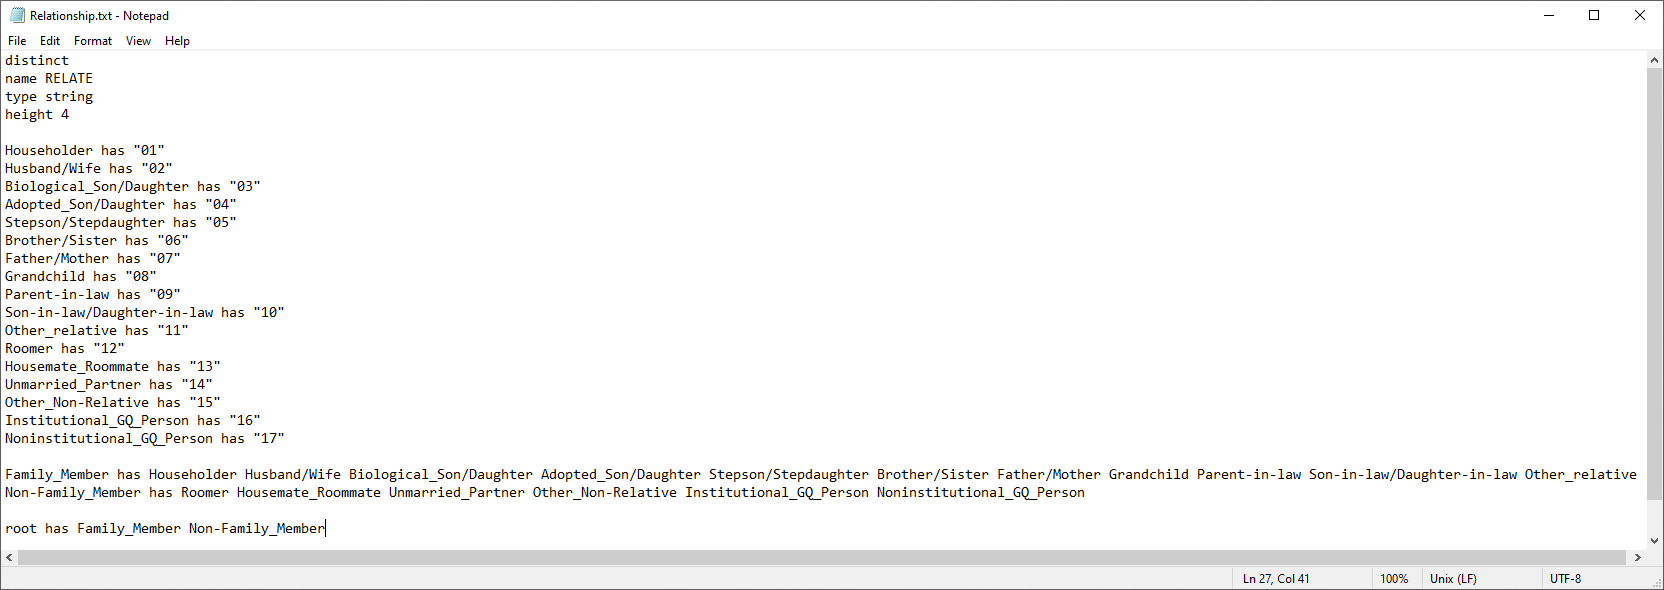 Relationship.txt - Notepad
File Edit Format View Help
distinct
name RELATE
type string
height 4
Householder has "01"
Husband/Wife has "02"
Biological_Son/Daughter has "03"
Adopted_Son/Daughter has "04"
Stepson/Stepdaughter has "05"
Brother/Sister has "06"
Father/Mother has "07"
Grandchild has "08"
Parent-in-law has "09"
Son-in-law/Daughter-in-law has "10"
Other_relative has "11"
Roomer has "12"
Housemate_Roommate has "13"
Unmarried_Partner has "14"
Other_Non-Relative has "15"
Institutional_GQ_Person has "16"
Noninstitutional_GQ_Person has "17"
Family_Member has Householder Husband/Wife Biological_Son/Daughter Adopted_Son/Daughter Stepson/Stepdaughter Brother/Sister Father/Mother Grandchild Parent-in-law Son-in-law/Daughter-in-law Other_relative
Non-Family_Member has Roomer Housemate_Roommate Unmarried_Partner Other_Non-Relative Institutional_GQ_Person Noninstitutional_GQ_Person
root has Family_Member Non-Family_Member
Ln 27, Col 41 100% Unix (LF) UTF-8